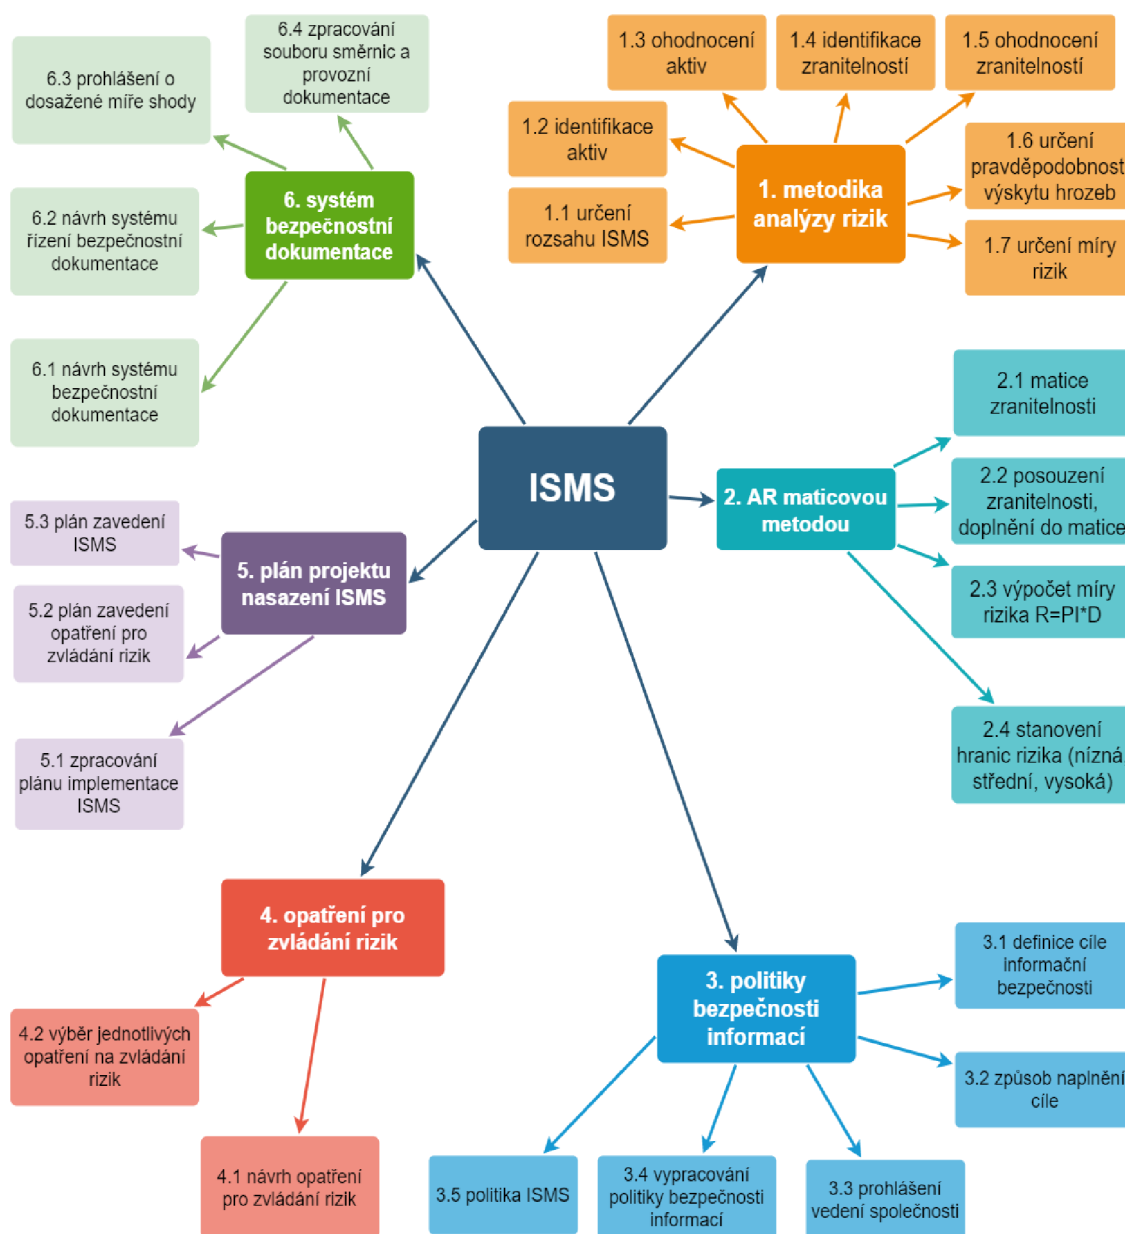 ISMS
1. metodika
analýzy rizik
1.1 určení
rozsahu ISMS
1.2 identifikace
aktiv
1.3 ohodnocení
aktiv
1.4 identifikace
zranitelností
1.5 ohodnocení
zranitelností
1.6 určení
pravděpodobnost
výskytu hrozeb
1.7 určení míry
rizik
2. AR maticovou
metodou
2.1 matice
zranitelnosti
2.2 posouzení
zranitelnosti,
doplnění do matice
2.3 výpočet míry
rizika R=PI*D
2.4 stanovení
hranic rizika (nízná
střední, vysoká)
3. politiky
bezpečnosti
informací
3.1 definice cíle
informační
bezpečnosti
3.2 způsob naplnění
cíle
3.3 prohlášení
vedení společnosti
3.4 vypracování
politiky bezpečnosti
informací
3.5 politika ISMS
4. opatření pro
zvládání rizik
4.1 návrh opatření
pro zvládání rizik
4.2 výběr jednotlivých
opatření na zvládání
rizik
5. plán projektu
nasazení ISMS
5.1 zpracování
plánu implementace
ISMS
5.2 plán zavedení
opatření pro
zvládání rizik
5.3 plán zavedení
ISMS
6. systém
bezpečnostní
dokumentace
6.1 návrh systému
bezpečnostní
dokumentace
6.2 návrh systému
řízení bezpečnostní
dokumentace
6.3 prohlášení o
dosažené míře shody
6.4 zpracování
souboru směrnic a
provozní
dokumentace